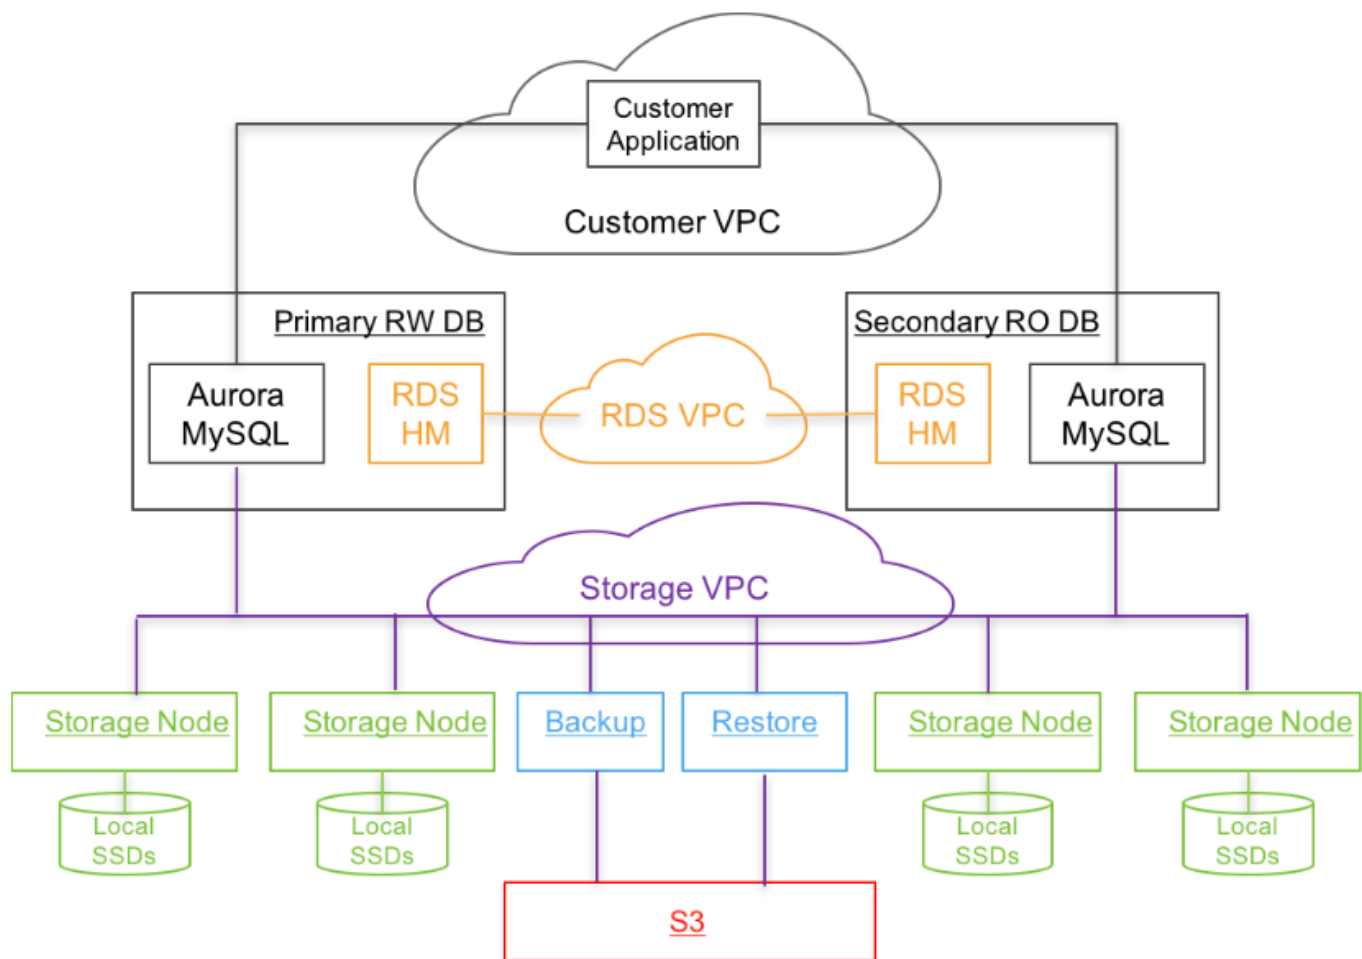 Customer
Application
Customer VPC
Primary RW DB
Secondary RO DB
Aurora
MySQL
RDS
HM
RDS VPC
RDS
HM
Aurora
MySQL
Storage VPC
Storage Node
Storage Node
Backup
Restore
Storage Node
Storage Node
Local
SSDs
Local
SSDs
Local
SSDs
Local
SSDs
S3